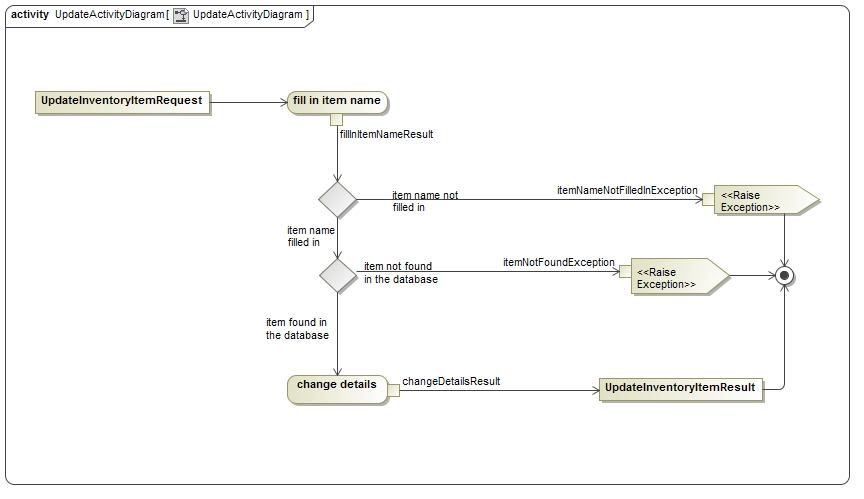 activity UpdateActivityDiagram[ UpdateActivityDiagram ]
UpdateInventoryItemRequest
fill in item name
fillInItemNameResult
item name not
filled in
itemNameNotFilledInException
<<Raise
Exception>>
item name
filled in
item not found
in the database
itemNotFoundException
<<Raise
Exception>>
item found in
the database
change details
changeDetailsResult
UpdateInventoryItemResult